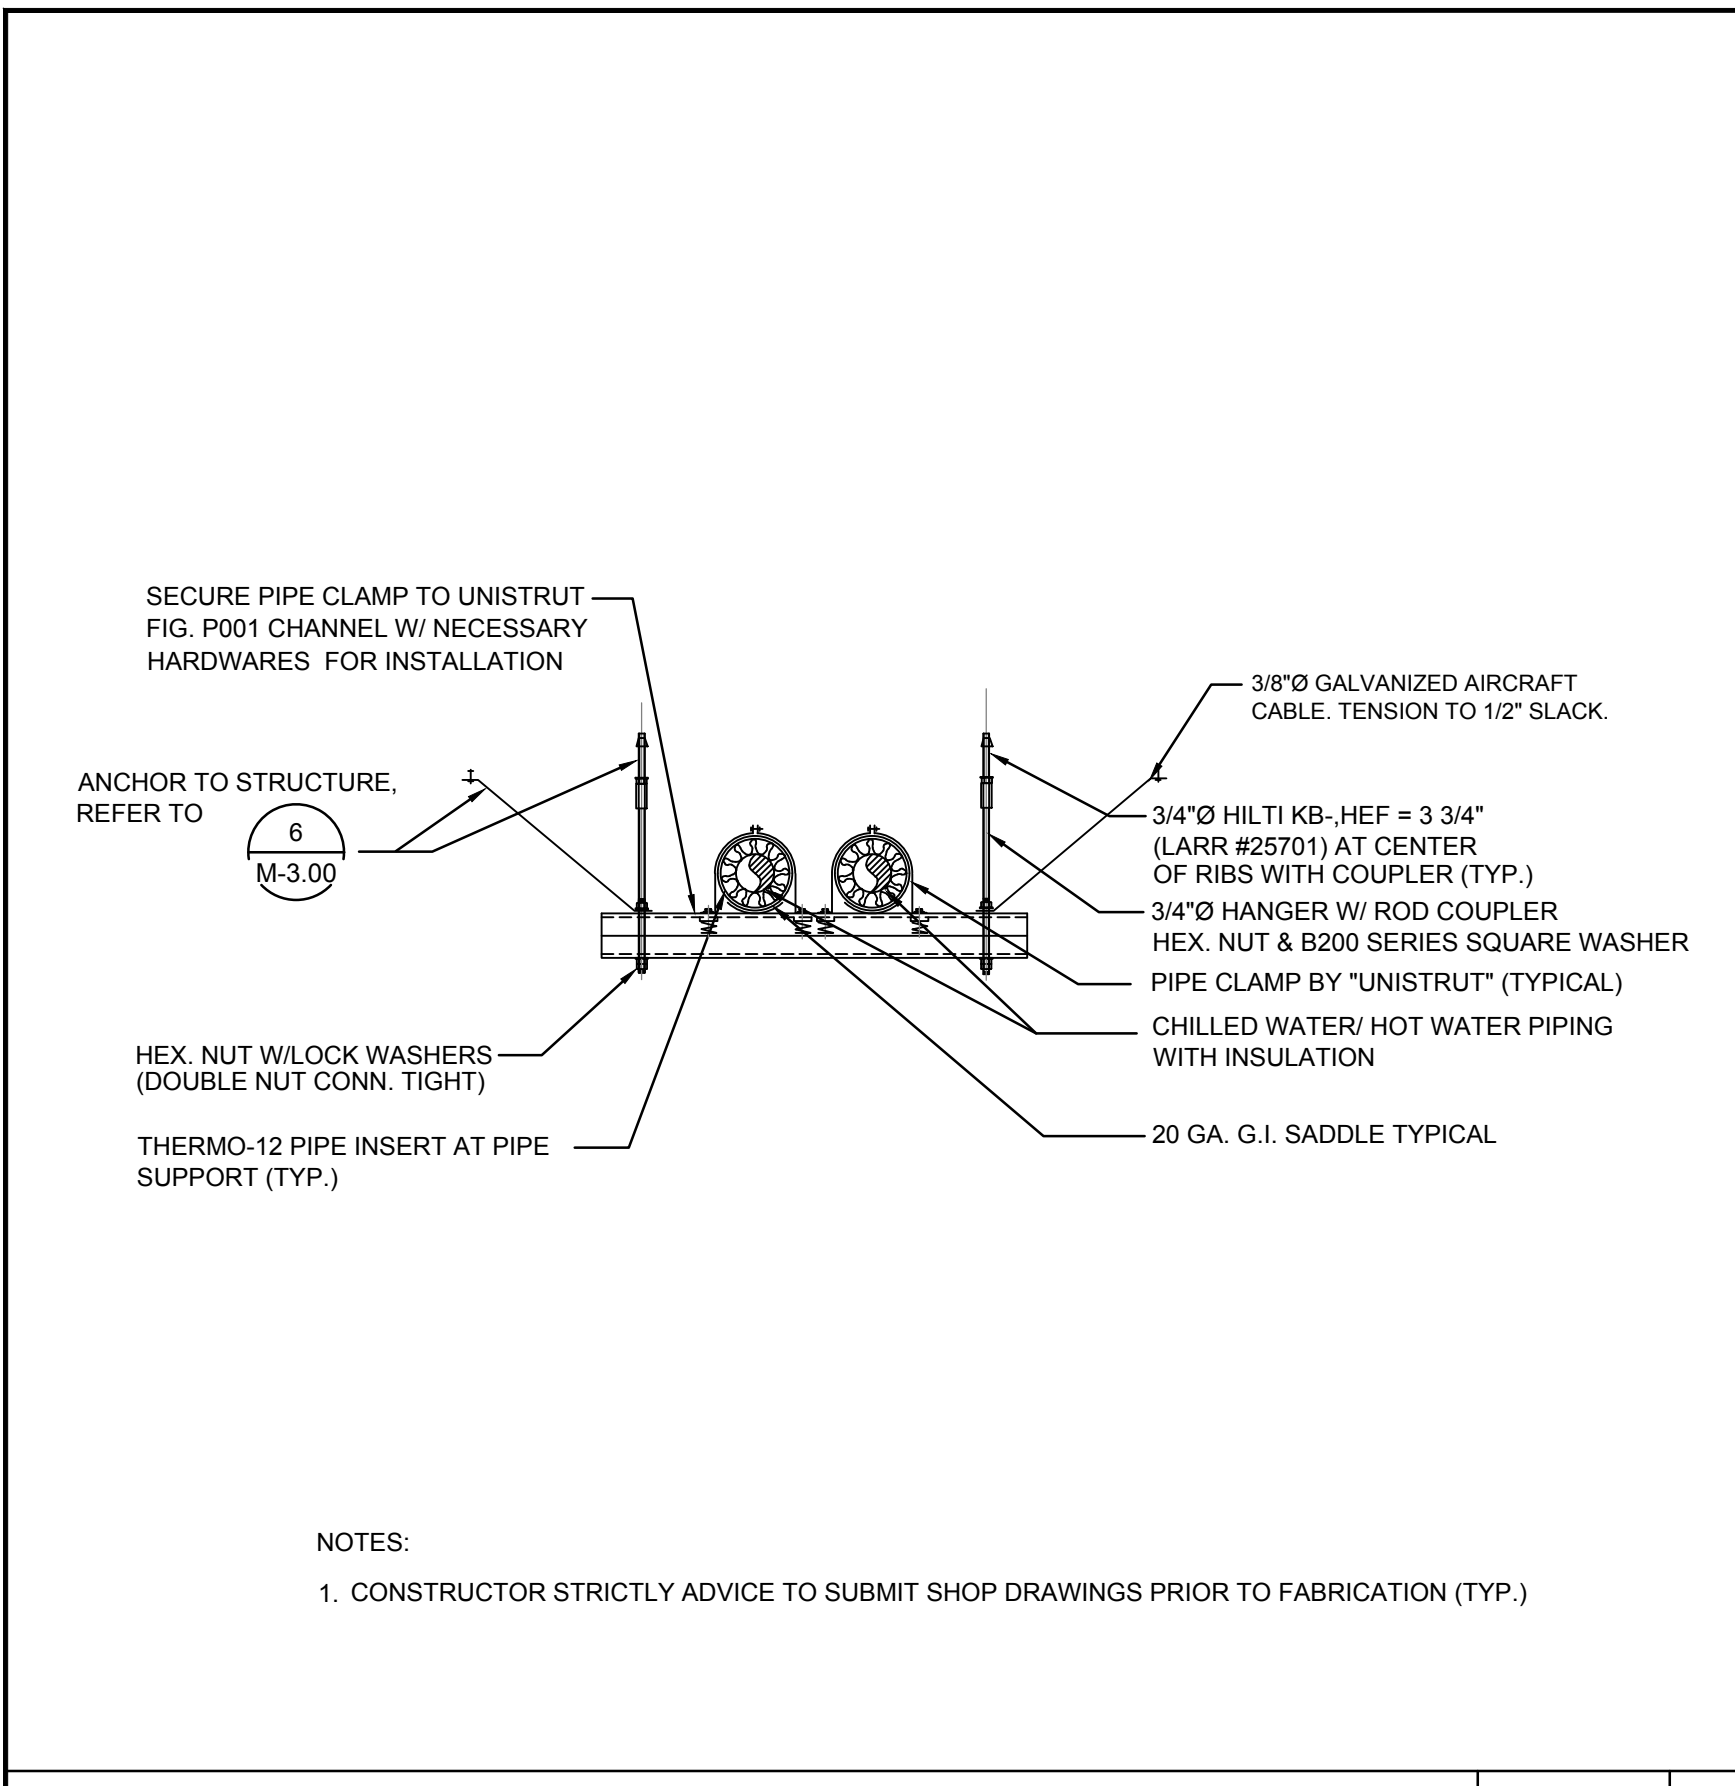 SECURE PIPE CLAMP TO UNISTRUT
FIG. P001 CHANNEL W/ NECESSARY
HARDWARES FOR INSTALLATION
3/8"Ø GALVANIZED AIRCRAFT
CABLE. TENSION TO 1/2" SLACK.
ANCHOR TO STRUCTURE,
REFER TO
6
M-3.00
3/4"Ø HILTI KB-,HEF = 3 3/4"
(LARR #25701) AT CENTER
OF RIBS WITH COUPLER (TYP.)
3/4"Ø HANGER W/ ROD COUPLER
HEX. NUT & B200 SERIES SQUARE WASHER
PIPE CLAMP BY "UNISTRUT" (TYPICAL)
CHILLED WATER/ HOT WATER PIPING
WITH INSULATION
HEX. NUT W/LOCK WASHERS
(DOUBLE NUT CONN. TIGHT)
20 GA. G.I. SADDLE TYPICAL
THERMO-12 PIPE INSERT AT PIPE
SUPPORT (TYP.)
NOTES:
1. CONSTRUCTOR STRICTLY ADVICE TO SUBMIT SHOP DRAWINGS PRIOR TO FABRICATION (TYP.)